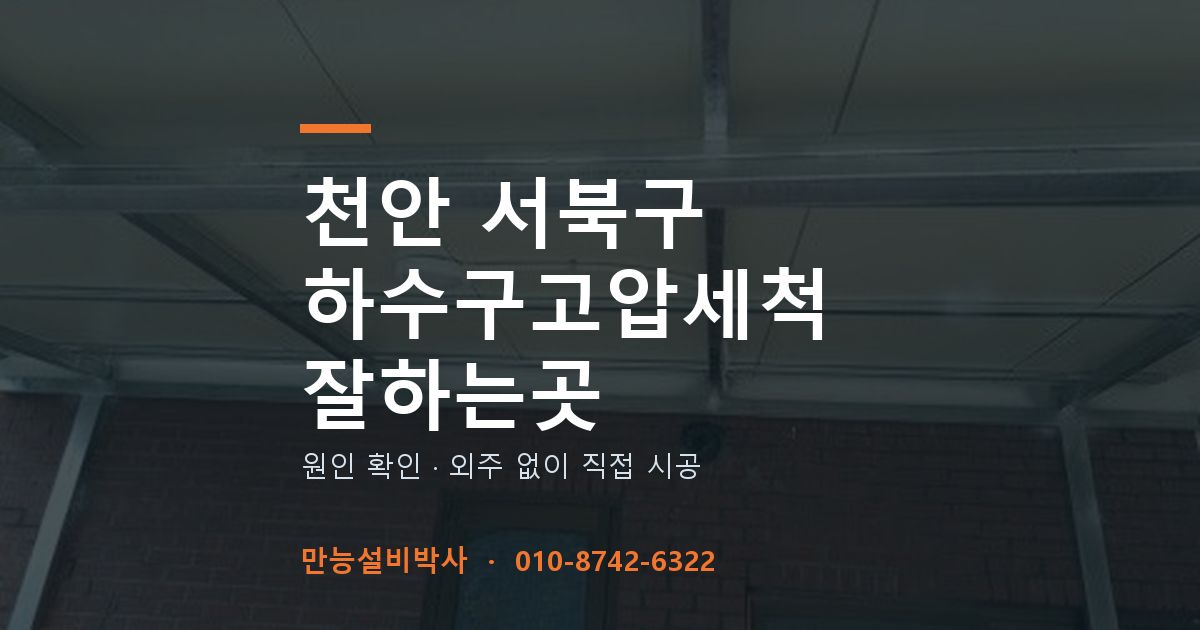 천안 서북구
하수구고압세척
잘하는곳
원인 확인 · 외주 없이 직접 시공
만능설비박사 · 010-8742-6322